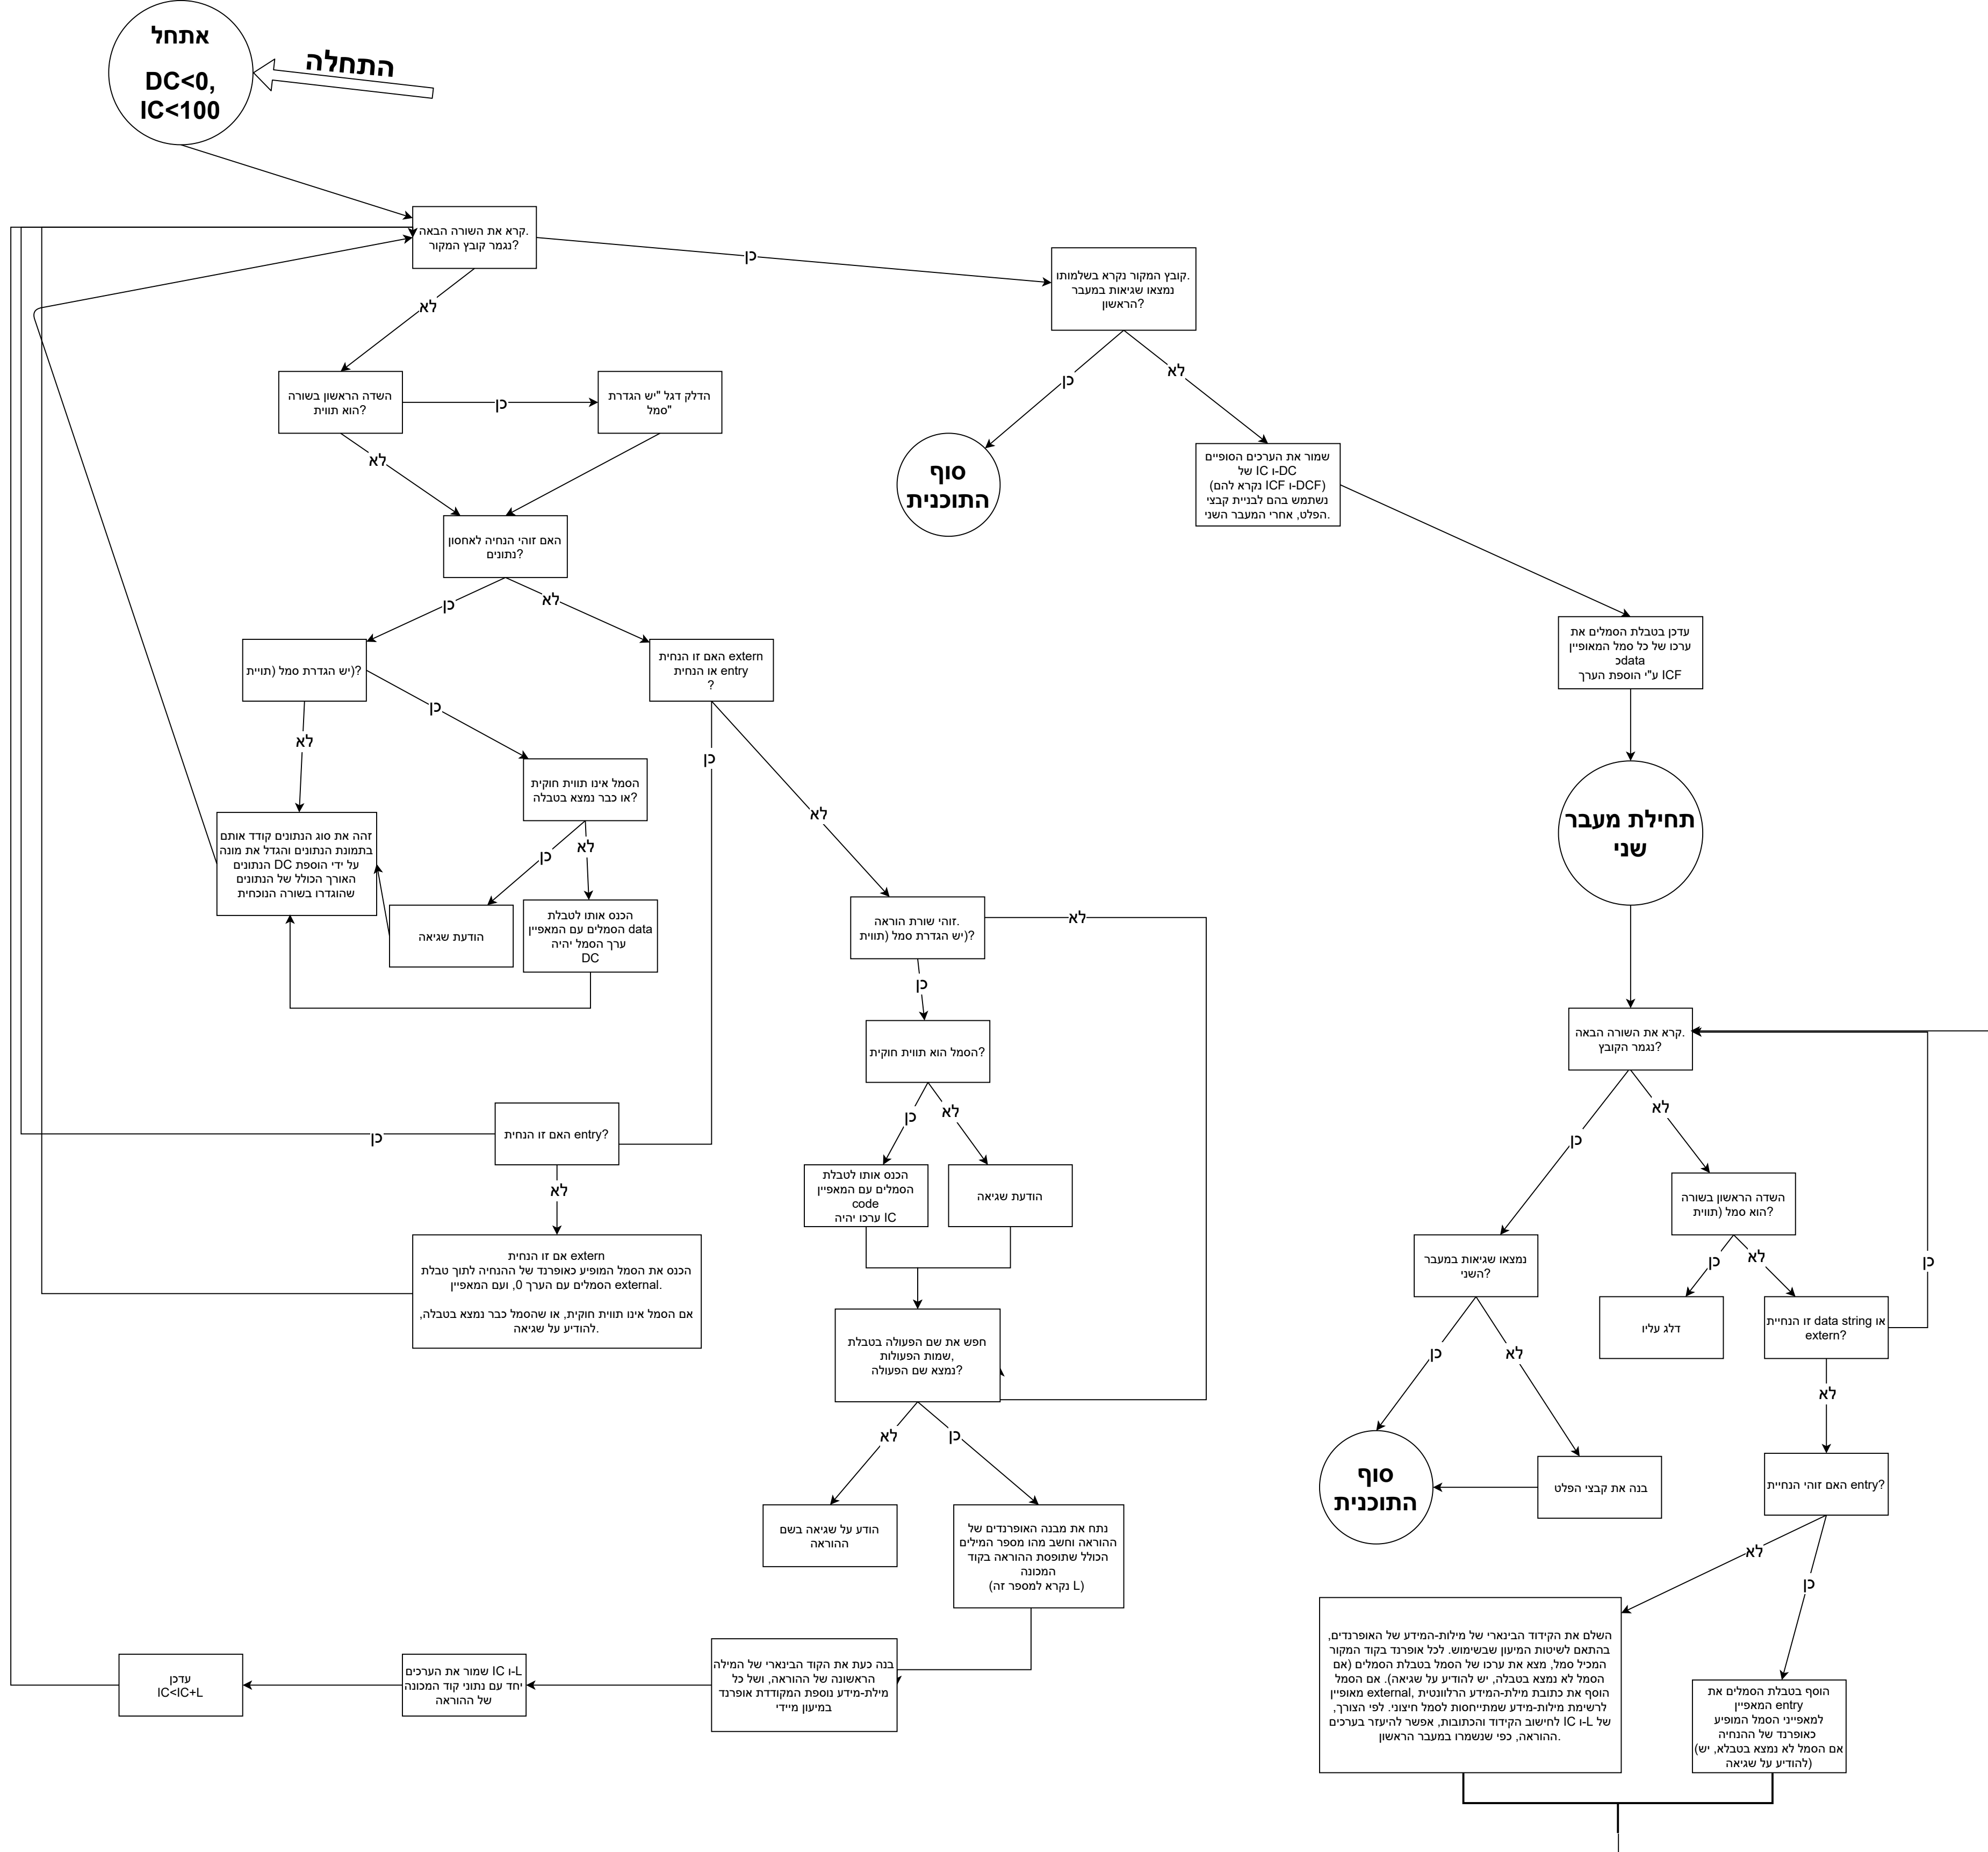 אתחל
DC<0,
IC<100
התחלה
קרא את השורה הבאה.
נגמר קובץ המקור?
כן
לא
השדה הראשון בשורה
הוא תווית?
כן
הדלק דגל "יש הגדרת
סמל"
לא
האם זוהי הנחיה לאחסון
נתונים?
כן
לא
יש הגדרת סמל (תויית)?
האם זו הנחית extern
או הנחית entry
?
כן
לא
הסמל אינו תווית חוקית
או כבר נמצא בטבלה?
כן
לא
זהה את סוג הנתונים קודד אותם
בתמונת הנתונים והגדל את מונה
הנתונים DC על ידי הוספת
האורך הכולל של הנתונים
שהוגדרו בשורה הנוכחית
הודעת שגיאה
הכנס אותו לטבלת
הסמלים עם המאפיין data
ערך הסמל יהיה
DC
כן
לא
האם זו הנחית entry?
כן
לא
אם זו הנחית extern
הכנס את הסמל המופיע כאופרנד של ההנחיה לתוך טבלת
הסמלים עם הערך 0, ועם המאפיין external.
אם הסמל אינו תווית חוקית, או שהסמל כבר נמצא בטבלה,
להודיע על שגיאה.
זוהי שורת הוראה.
יש הגדרת סמל (תווית)?
לא
כן
הסמל הוא תווית חוקית?
כן
לא
הכנס אותו לטבלת
הסמלים עם המאפיין
code
ערכו יהיה IC
הודעת שגיאה
חפש את שם הפעולה בטבלת
שמות הפעולות,
נמצא שם הפעולה?
לא
כן
הודע על שגיאה בשם
ההוראה
נתח את מבנה האופרנדים של
ההוראה וחשב מהו מספר המילים
הכולל שתופסת ההוראה בקוד
המכונה
(נקרא למספר זה L)
בנה כעת את הקוד הבינארי של המילה
הראשונה של ההוראה, ושל כל
מילת-מידע נוספת המקודדת אופרנד
במיעון מיידי
שמור את הערכים IC ו-L
יחד עם נתוני קוד המכונה
של ההוראה
עדכן
IC<IC+L
קובץ המקור נקרא בשלמותו.
נמצאו שגיאות במעבר
הראשון?
כן
לא
סוף
התוכנית
שמור את הערכים הסופיים
של IC ו-DC
(נקרא להם ICF ו-DCF)
נשתמש בהם לבניית קבצי
הפלט, אחרי המעבר השני.
עדכן בטבלת הסמלים את
ערכו של כל סמל המאופיין
כdata
ע"י הוספת הערך ICF
תחילת מעבר
שני
קרא את השורה הבאה.
נגמר הקובץ?
כן
לא
השדה הראשון בשורה
הוא סמל (תווית?
כן
לא
דלג עליו
זו הנחיית data string או
extern?
כן
לא
האם זוהי הנחיית entry?
לא
כן
נמצאו שגיאות במעבר
השני?
כן
לא
סוף
התוכנית
בנה את קבצי הפלט
השלם את הקידוד הבינארי של מילות-המידע של האופרנדים,
בהתאם לשיטות המיעון שבשימוש. לכל אופרנד בקוד המקור
המכיל סמל, מצא את ערכו של הסמל בטבלת הסמלים (אם
הסמל לא נמצא בטבלה, יש להודיע על שגיאה). אם הסמל
מאופיין external, הוסף את כתובת מילת-המידע הרלוונטית
לרשימת מילות-מידע שמתייחסות לסמל חיצוני. לפי הצורך,
לחישוב הקידוד והכתובות, אפשר להיעזר בערכים IC ו-L של
ההוראה, כפי שנשמרו במעבר הראשון.
הוסף בטבלת הסמלים את
המאפיין entry
למאפייני הסמל המופיע
כאופרנד של ההנחיה
(אם הסמל לא נמצא בטבלא, יש
להודיע על שגיאה)